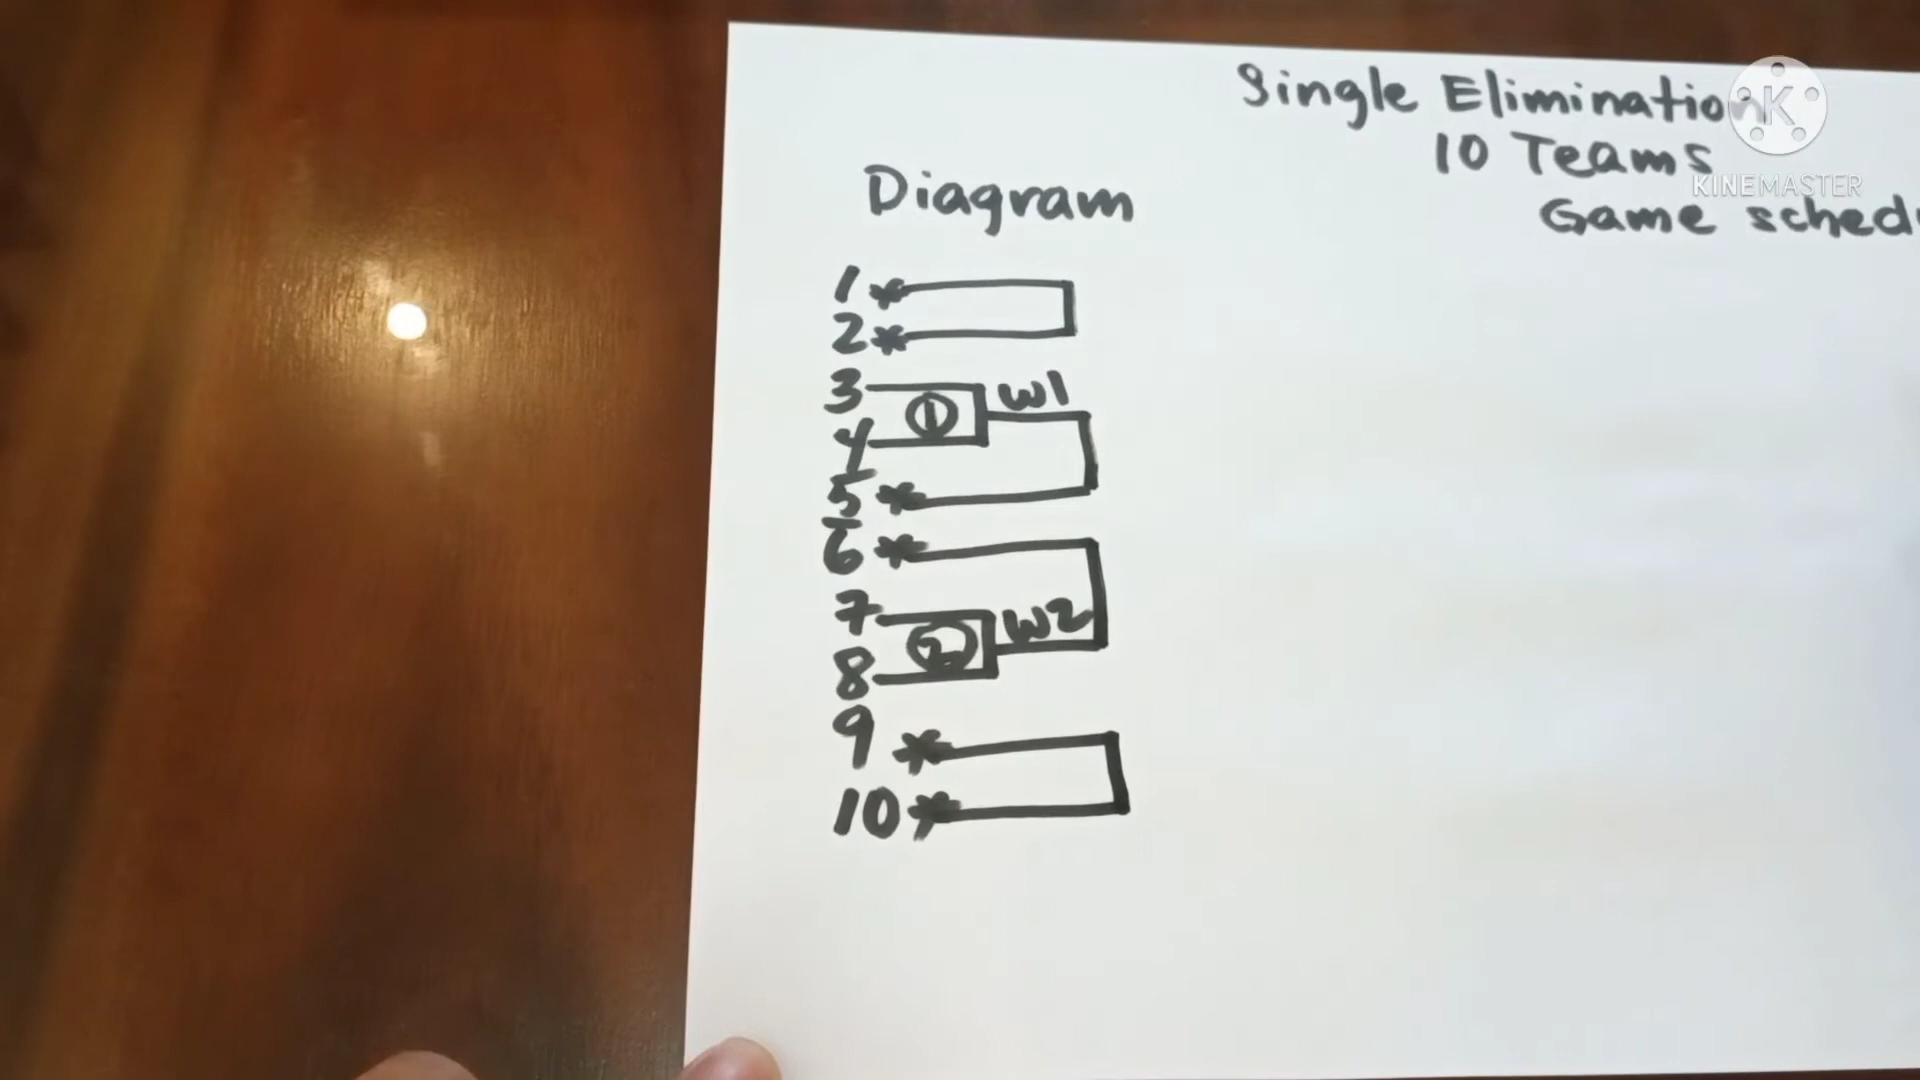 Single Elimination
10 Teams
Game sched
Diagram
1 *
2 *
3
① W1
4
5 *
6 *
7
② W2
8
9 *
10 *
K
KINEMASTER